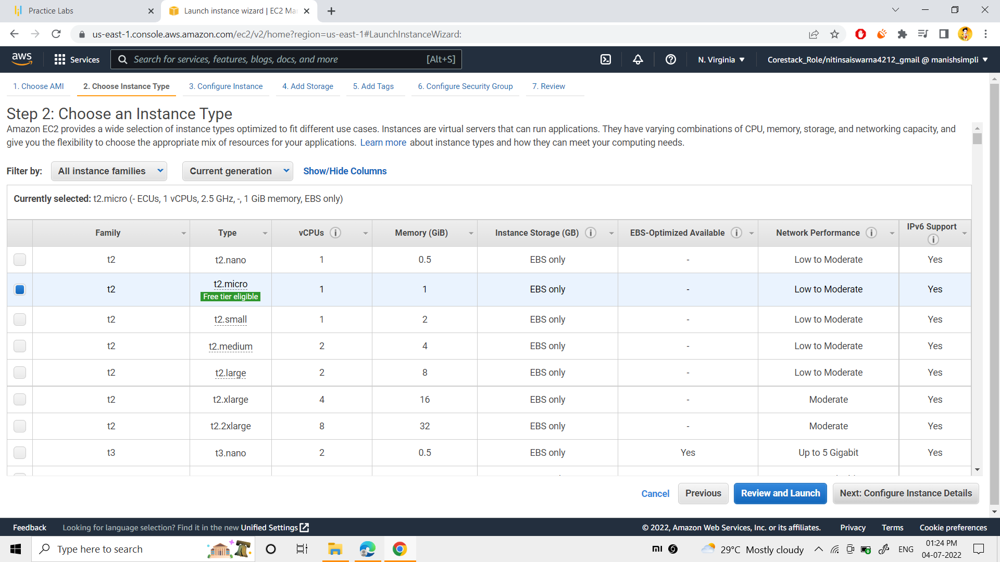 Practice Labs
Launch instance wizard | EC2 Ma
us-east-1.console.aws.amazon.com/ec2/v2/home?region=us-east-1#LaunchInstanceWizard:
aws Services Search for services, features, blogs, docs, and more [Alt+S] N. Virginia Corestack_Role/nitinsaiswarna4212_gmail @ manishsimpli
1. Choose AMI 2. Choose Instance Type 3. Configure Instance 4. Add Storage 5. Add Tags 6. Configure Security Group 7. Review
Step 2: Choose an Instance Type
Amazon EC2 provides a wide selection of instance types optimized to fit different use cases. Instances are virtual servers that can run applications. They have varying combinations of CPU, memory, storage, and networking capacity, and
give you the flexibility to choose the appropriate mix of resources for your applications. Learn more about instance types and how they can meet your computing needs.
Filter by: All instance families Current generation Show/Hide Columns
Currently selected: t2.micro (- ECUs, 1 vCPUs, 2.5 GHz, -, 1 GiB memory, EBS only)
Family Type vCPUs Memory (GiB) Instance Storage (GB) EBS-Optimized Available Network Performance IPv6 Support
t2 t2.nano 1 0.5 EBS only - Low to Moderate Yes
t2 t2.micro 1 1 EBS only - Low to Moderate Yes
Free tier eligible
t2 t2.small 1 2 EBS only - Low to Moderate Yes
t2 t2.medium 2 4 EBS only - Low to Moderate Yes
t2 t2.large 2 8 EBS only - Low to Moderate Yes
t2 t2.xlarge 4 16 EBS only - Moderate Yes
t2 t2.2xlarge 8 32 EBS only - Moderate Yes
t3 t3.nano 2 0.5 EBS only Yes Up to 5 Gigabit Yes
Cancel Previous Review and Launch Next: Configure Instance Details
Feedback Looking for language selection? Find it in the new Unified Settings © 2022, Amazon Web Services, Inc. or its affiliates. Privacy Terms Cookie preferences
Type here to search
29°C Mostly cloudy
ENG
01:24 PM
04-07-2022